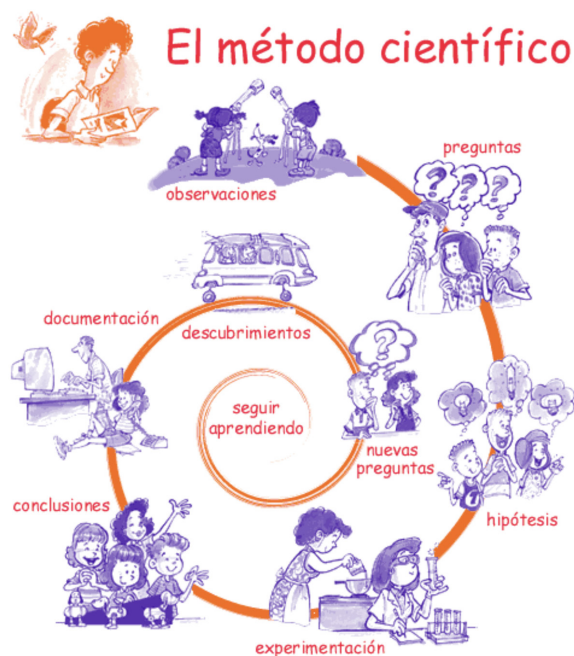 El método científico
observaciones
preguntas
hipótesis
experimentación
conclusiones
documentación
descubrimientos
nuevas
preguntas
seguir
aprendiendo